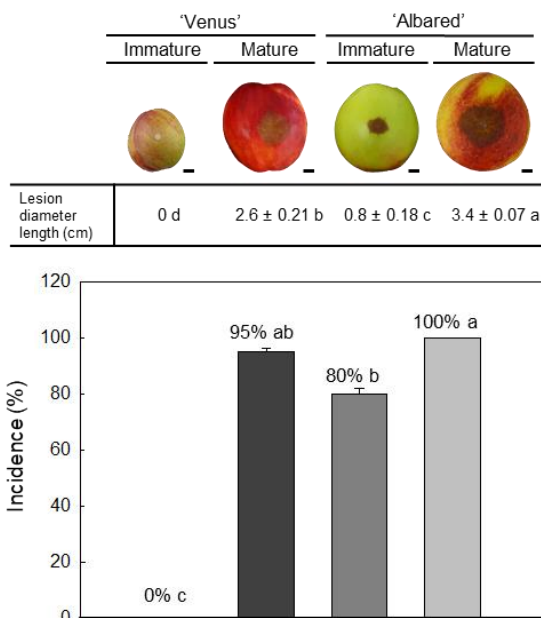 ‘Venus’ ‘Albared’
Immature Mature Immature Mature
Lesion
diameter
length (cm)
0 d 2.6 ± 0.21 b 0.8 ± 0.18 c 3.4 ± 0.07 a
120
100
80
60
40
20
0
Incidence (%)
0% c
95% ab
80% b
100% a